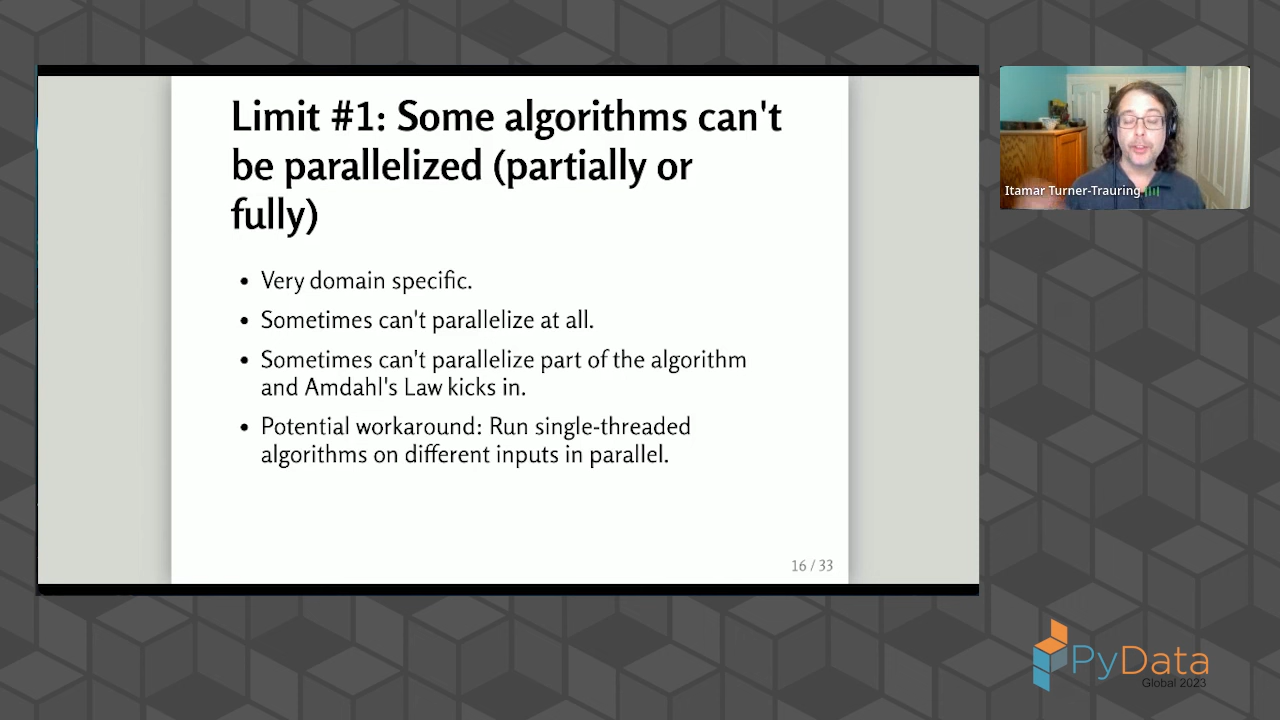 Limit #1: Some algorithms can't
be parallelized (partially or
fully)
• Very domain specific.
• Sometimes can't parallelize at all.
• Sometimes can't parallelize part of the algorithm
and Amdahl's Law kicks in.
• Potential workaround: Run single-threaded
algorithms on different inputs in parallel.
16 / 33
Itamar Turner-Trauring
PyData
Global 2023